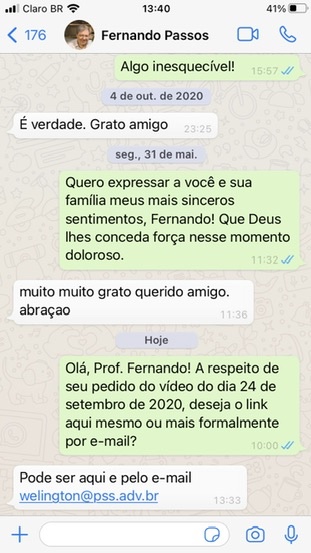 Claro BR
13:40
41%
176
Fernando Passos
Algo inesquecível!
15:57
4 de out. de 2020
É verdade. Grato amigo
23:25
seg., 31 de mai.
Quero expressar a você e sua
família meus mais sinceros
sentimentos, Fernando! Que Deus
lhes conceda força nesse momento
doloroso.
11:32
muito muito grato querido amigo.
abraçao
11:36
Hoje
Olá, Prof. Fernando! A respeito de
seu pedido do vídeo do dia 24 de
setembro de 2020, deseja o link
aqui mesmo ou mais formalmente
por e-mail?
10:00
Pode ser aqui e pelo e-mail
welington@pss.adv.br
13:33